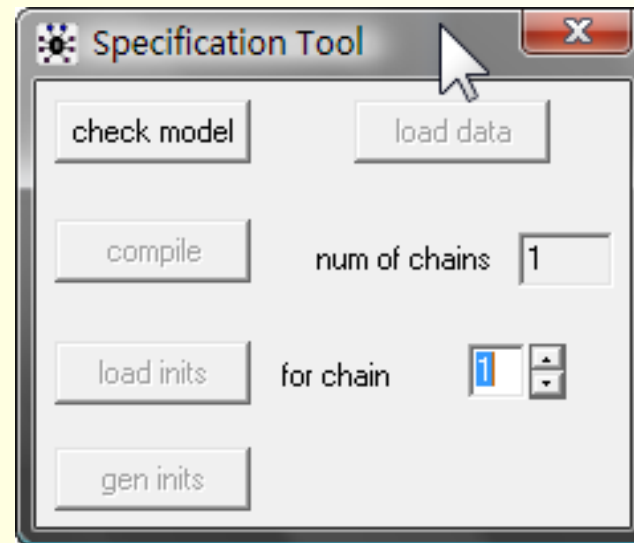 Specification Tool
check model load data
compile num of chains 1
load inits for chain 1
gen inits